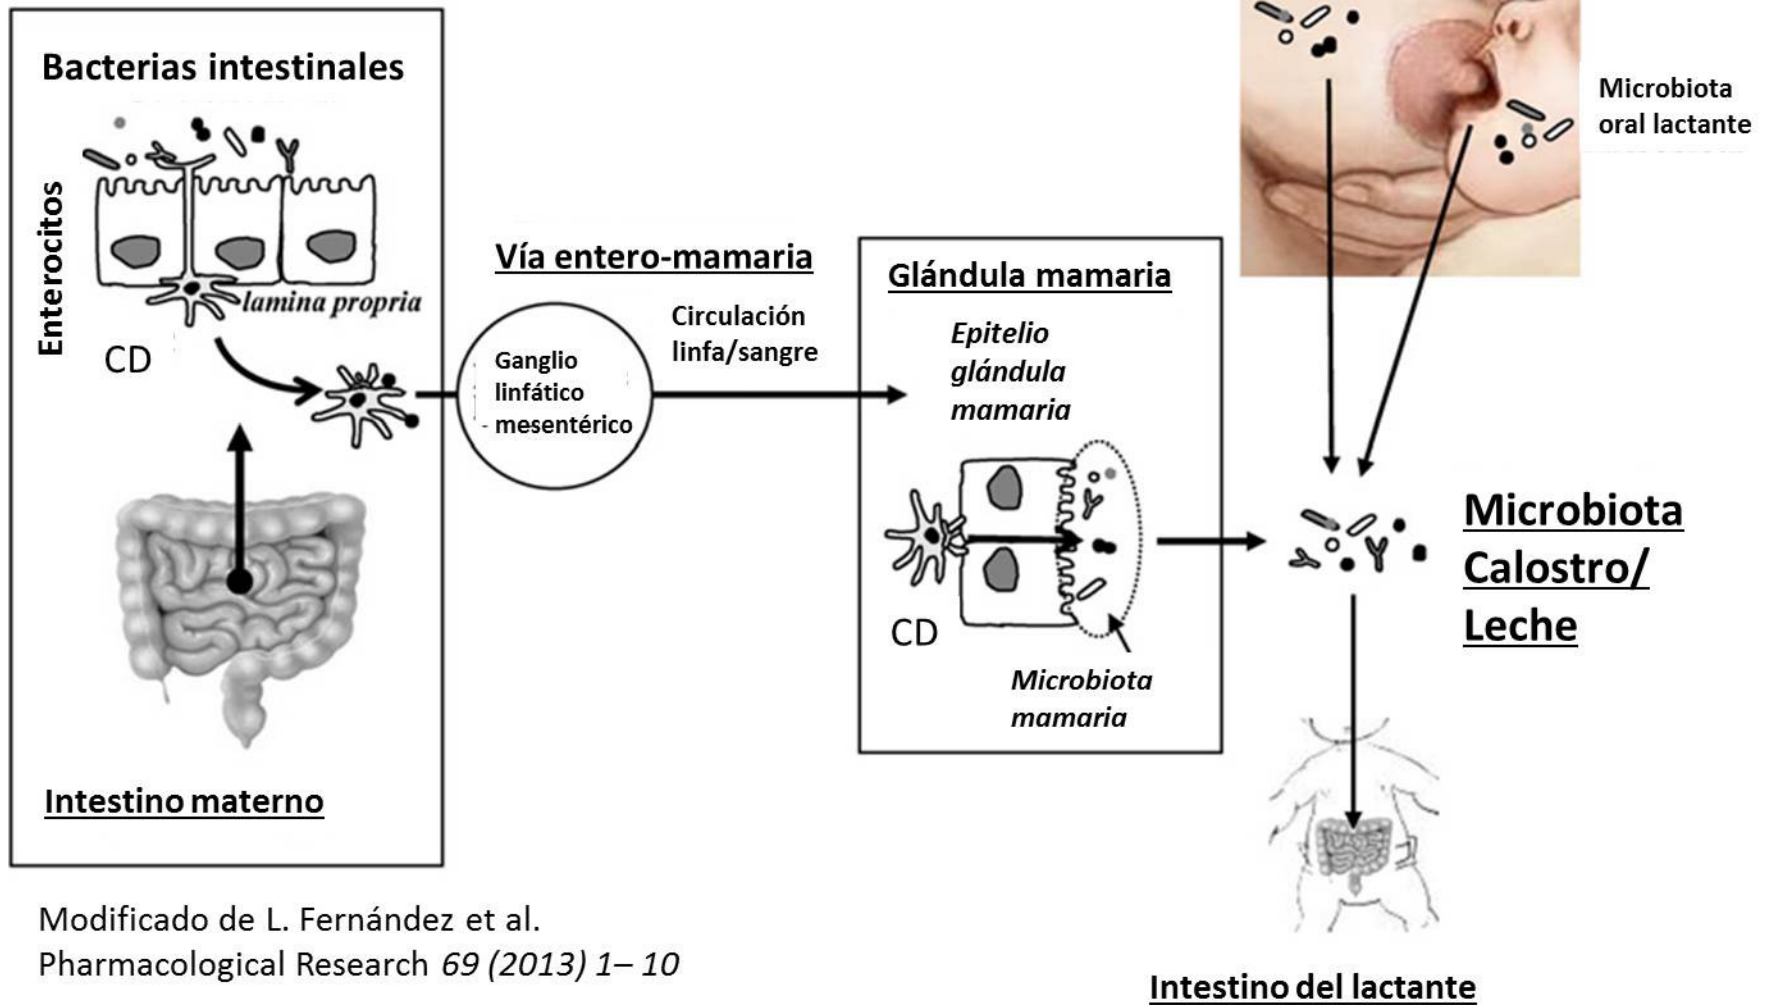 Bacterias intestinales
Enterocitos
lamina propria
CD
Intestino materno
Vía entero-mamaria
Ganglio
linfático
mesentérico
Circulación
linfa/sangre
Glándula mamaria
Epitelio
glándula
mamaria
CD
Microbiota
mamaria
Microbiota
oral lactante
Microbiota
Calostro/
Leche
Intestino del lactante
Modificado de L. Fernández et al.
Pharmacological Research 69 (2013) 1– 10